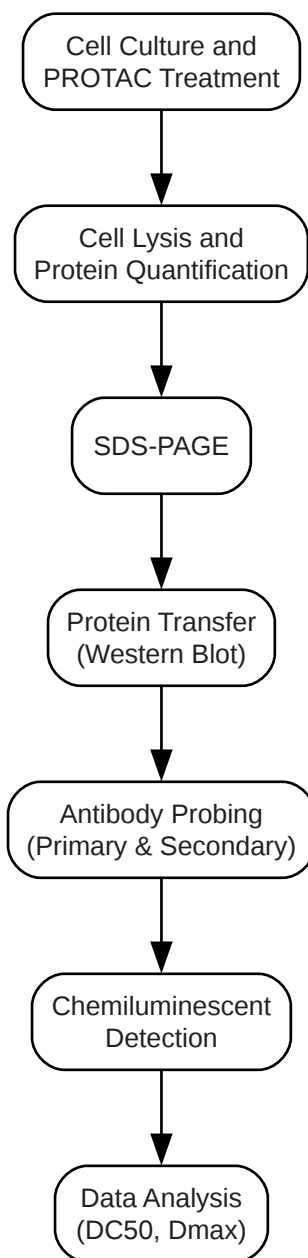 Cell Culture and
PROTAC Treatment
Cell Lysis and
Protein Quantification
SDS-PAGE
Protein Transfer
(Western Blot)
Antibody Probing
(Primary & Secondary)
Chemiluminescent
Detection
Data Analysis
(DC50, Dmax)